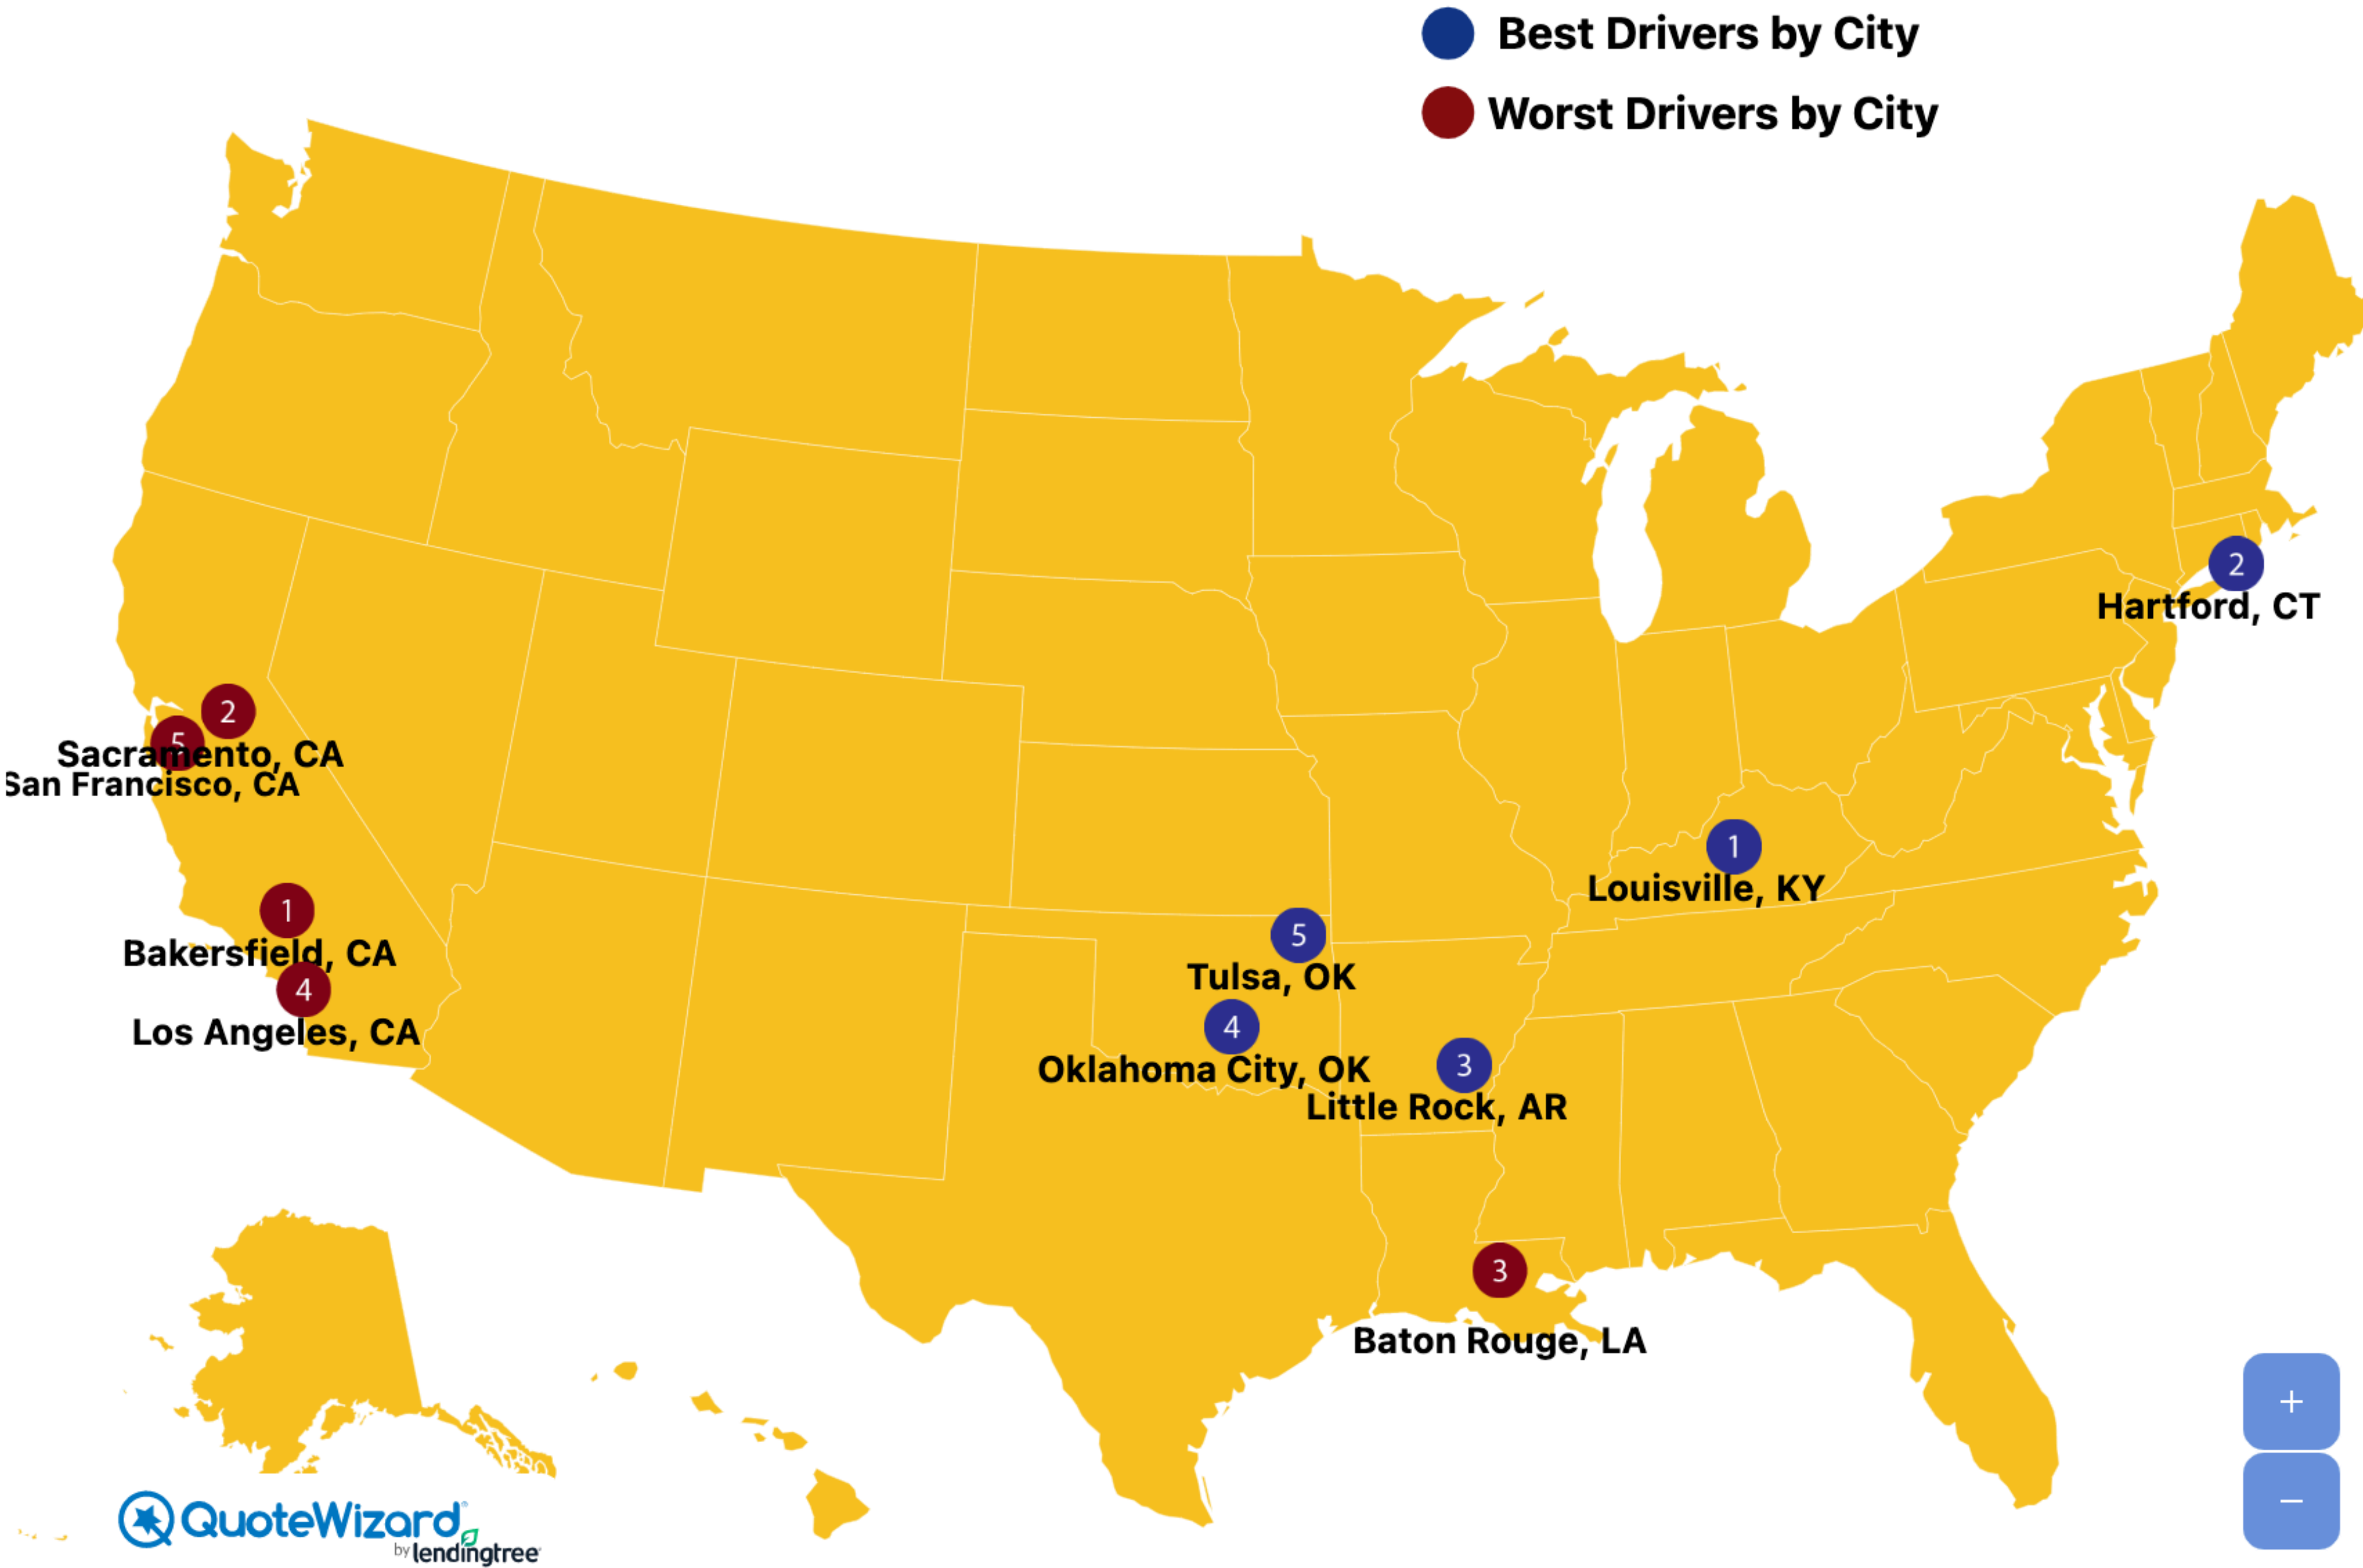 Best Drivers by City
Worst Drivers by City
2
Hartford, CT
2
5
Sacramento, CA
San Francisco, CA
1
Louisville, KY
1
Bakersfield, CA
5
Tulsa, OK
4
Los Angeles, CA
4
Oklahoma City, OK
3
Little Rock, AR
3
Baton Rouge, LA
+
−
QuoteWizard
by lendingtree